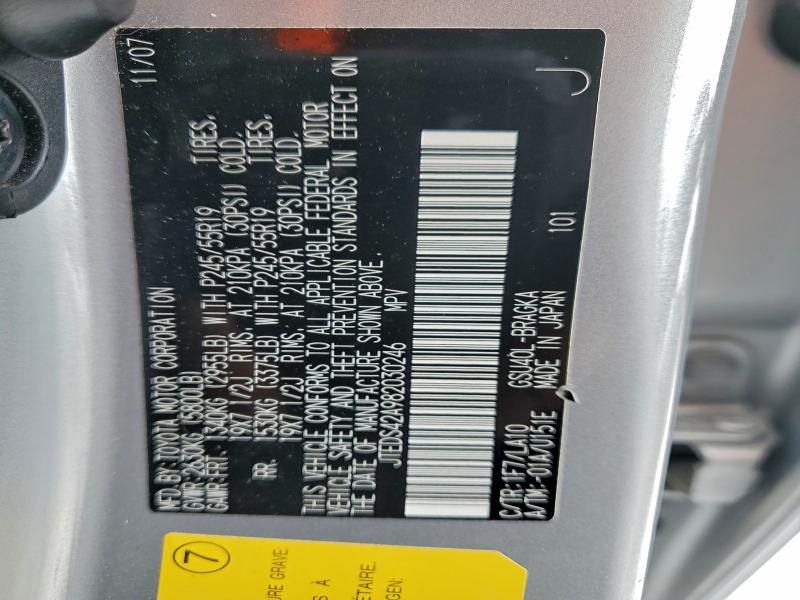 MFD. BY: TOYOTA MOTOR CORPORATION 11/07
GVWR 2630KG (5800LB)
GAWR FRT. 1340KG (2955LB) WITH P245/55R19 TIRES,
19X7 1/2J RIMS, AT 210KPA (30PSI) COLD.
RR. 1530KG (3375LB) WITH P245/55R19 TIRES,
19X7 1/2J RIMS, AT 210KPA (30PSI) COLD.
THIS VEHICLE CONFORMS TO ALL APPLICABLE FEDERAL MOTOR
VEHICLE SAFETY AND THEFT PREVENTION STANDARDS IN EFFECT ON
THE DATE OF MANUFACTURE SHOWN ABOVE.
JTEDS42A982030246 MPV
GSU40L-BRAGKA 101 J
C/TR: 1F7/LA10
A/TM: -01A/U151E MADE IN JAPAN
7
URE GRAVE
S À
ÉTAIRE.
GEN: